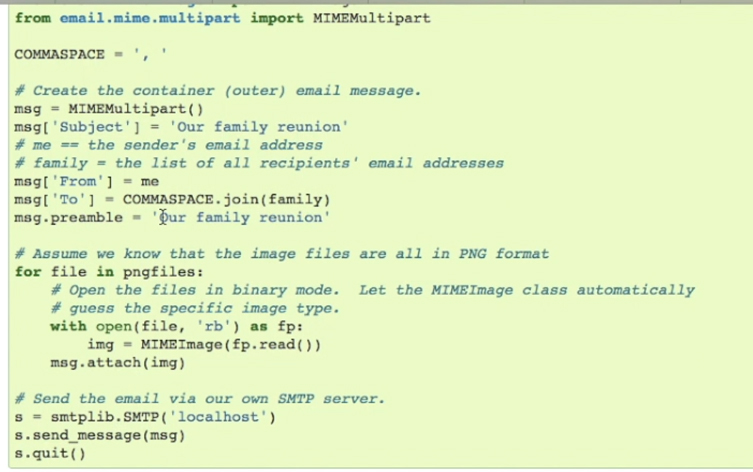 from email.mime.multipart import MIMEMultipart
COMMASPACE = ', '
# Create the container (outer) email message.
msg = MIMEMultipart()
msg['Subject'] = 'Our family reunion'
# me == the sender's email address
# family = the list of all recipients' email addresses
msg['From'] = me
msg['To'] = COMMASPACE.join(family)
msg.preamble = 'Our family reunion'
# Assume we know that the image files are all in PNG format
for file in pngfiles:
    # Open the files in binary mode.  Let the MIMEImage class automatically
    # guess the specific image type.
    with open(file, 'rb') as fp:
        img = MIMEImage(fp.read())
    msg.attach(img)
# Send the email via our own SMTP server.
s = smtplib.SMTP('localhost')
s.send_message(msg)
s.quit()